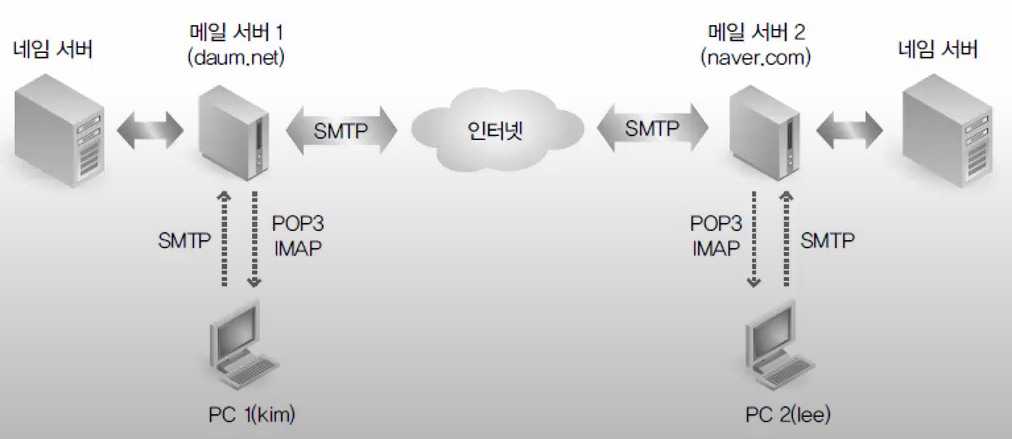 네임 서버
메일 서버 1
(daum.net)
메일 서버 2
(naver.com)
네임 서버
SMTP
인터넷
SMTP
SMTP
POP3
IMAP
POP3
IMAP
SMTP
PC 1(kim)
PC 2(lee)